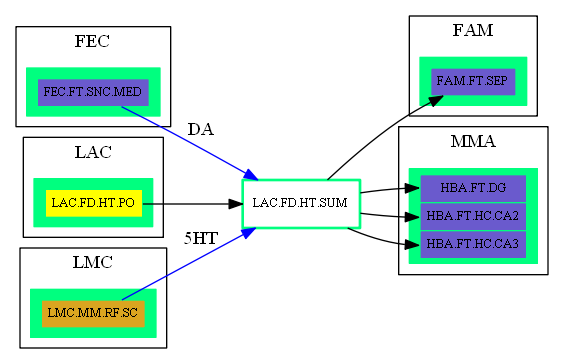 FEC
FEC.FT.SNC.MED
DA
LAC
LAC.FD.HT.PO
5HT
LMC
LMC.MM.RF.SC
LAC.FD.HT.SUM
FAM
FAM.FT.SEP
MMA
HBA.FT.DG
HBA.FT.HC.CA2
HBA.FT.HC.CA3